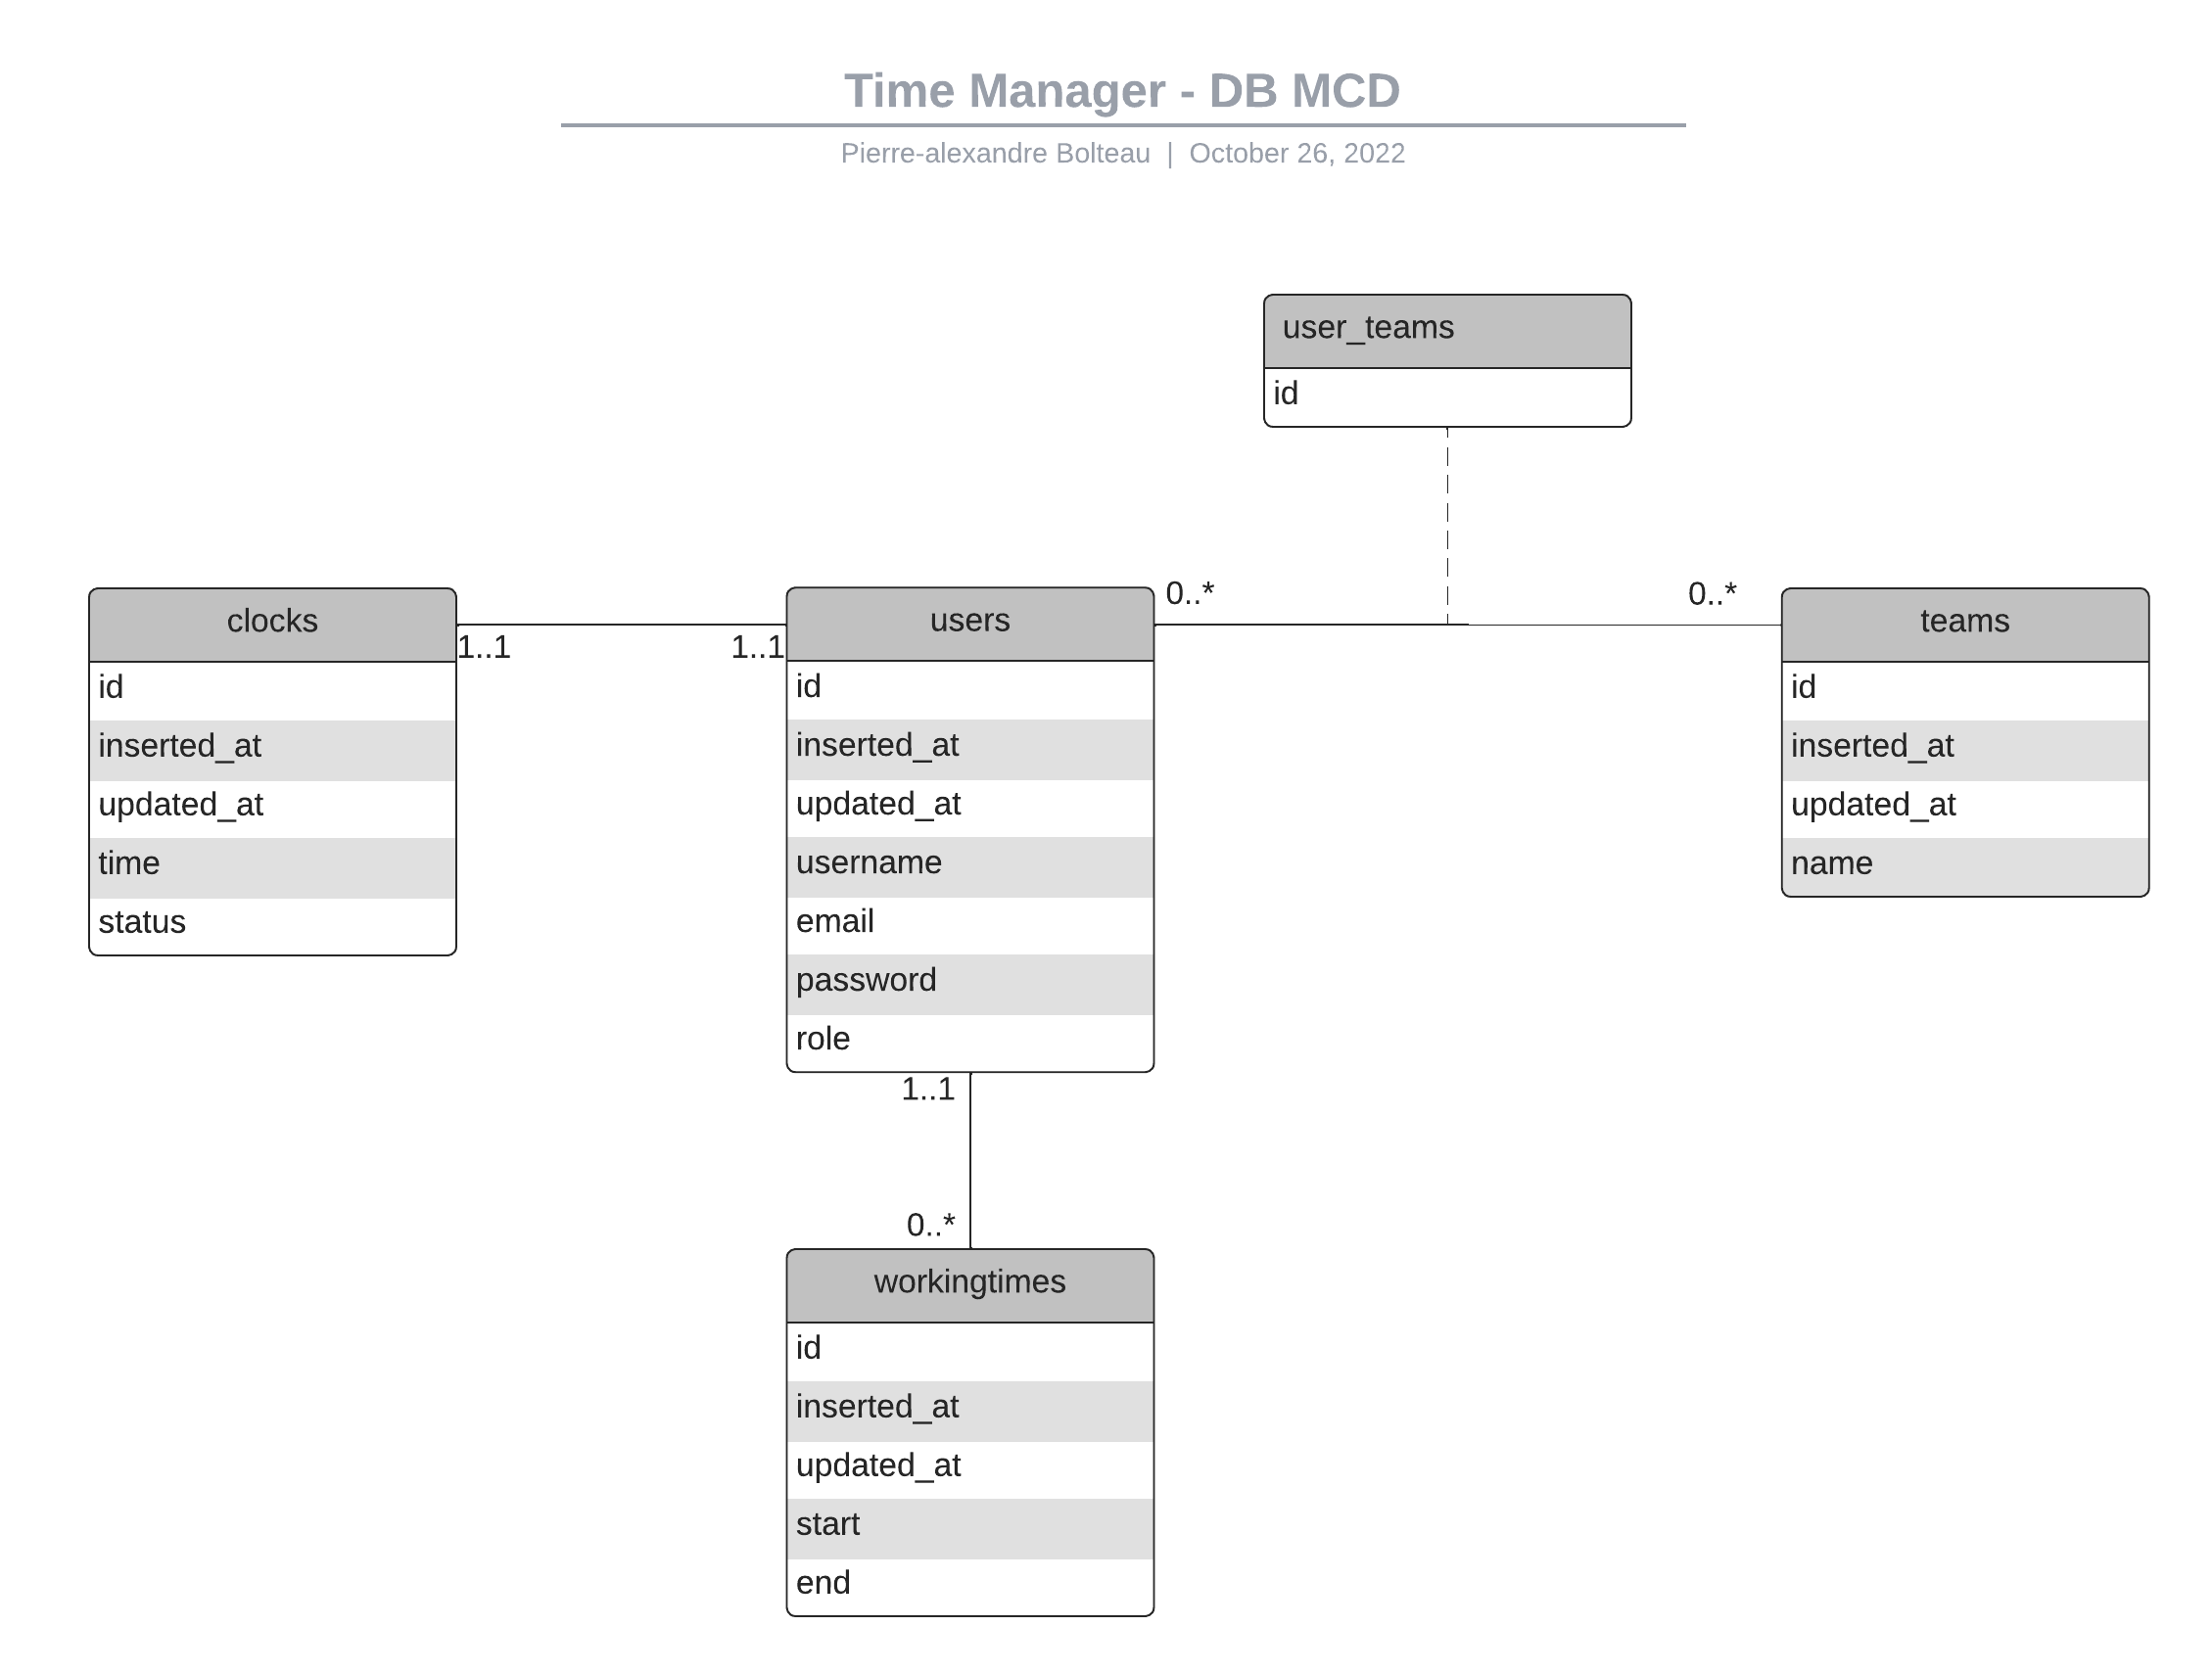 Time Manager - DB MCD
Pierre-alexandre Bolteau | October 26, 2022
user_teams
id
clocks
id
inserted_at
updated_at
time
status
1..1
1..1
users
id
inserted_at
updated_at
username
email
password
role
0..*
0..*
teams
id
inserted_at
updated_at
name
1..1
0..*
workingtimes
id
inserted_at
updated_at
start
end